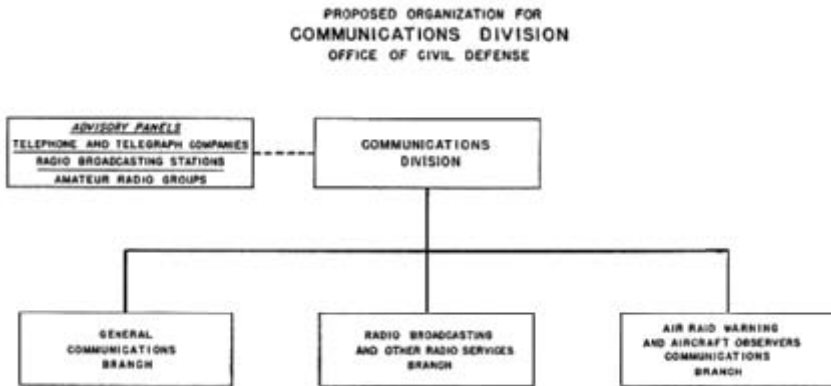 PROPOSED ORGANIZATION FOR
COMMUNICATIONS DIVISION
OFFICE OF CIVIL DEFENSE
ADVISORY PANELS
TELEPHONE AND TELEGRAPH COMPANIES
RADIO BROADCASTING STATIONS
AMATEUR RADIO GROUPS
COMMUNICATIONS
DIVISION
GENERAL
COMMUNICATIONS
BRANCH
RADIO BROADCASTING
AND OTHER RADIO SERVICES
BRANCH
AIR RAID WARNING
AND AIRCRAFT OBSERVERS
COMMUNICATIONS
BRANCH